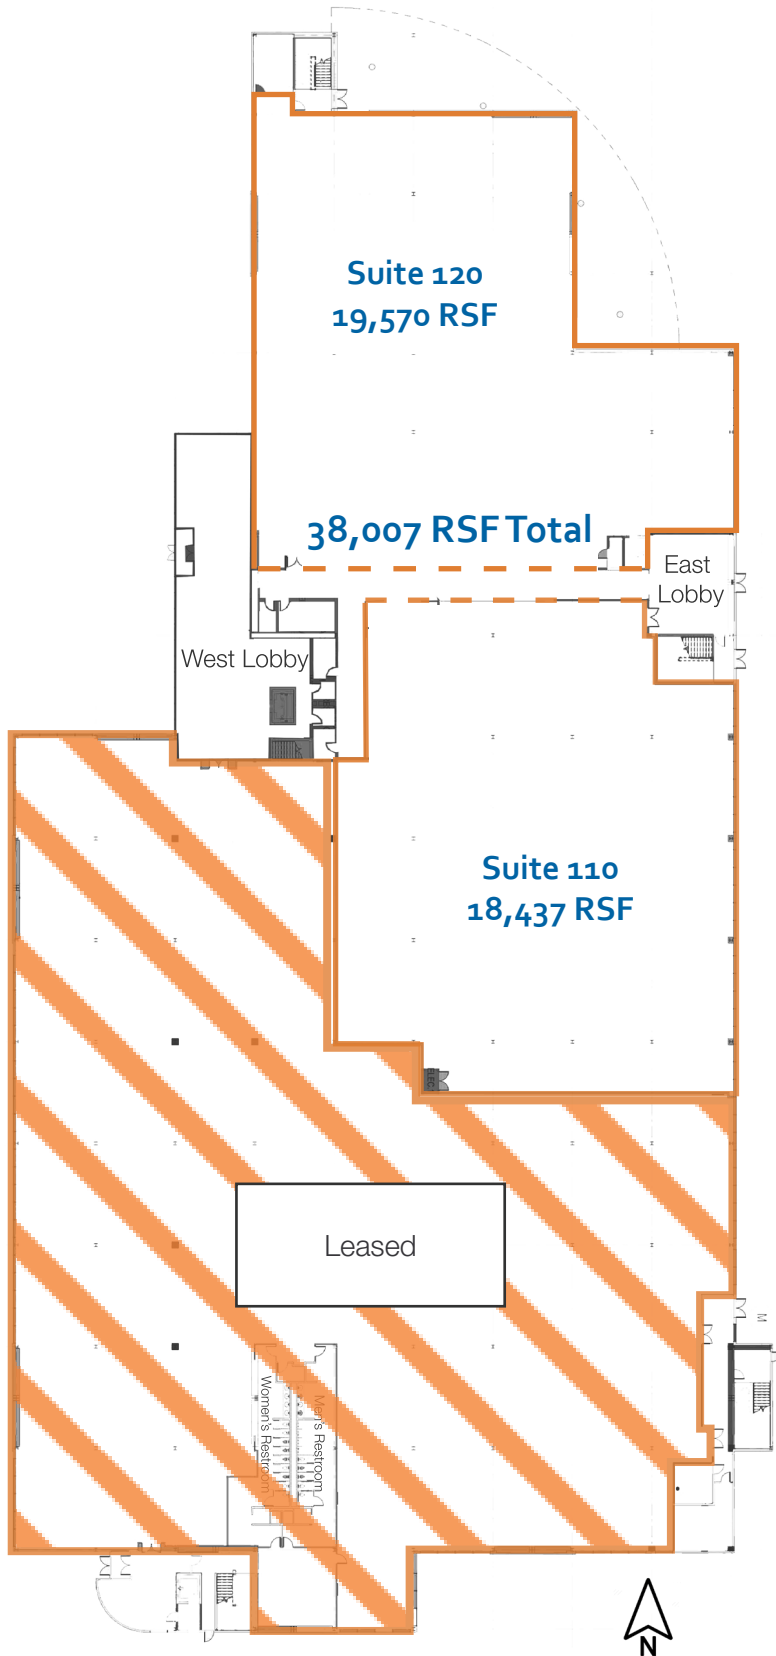 Suite 120
19,570 RSF
38,007 RSF Total
East
Lobby
West Lobby
Suite 110
18,437 RSF
ELEC
Leased
M
Women's Restroom
Men's Restroom
N